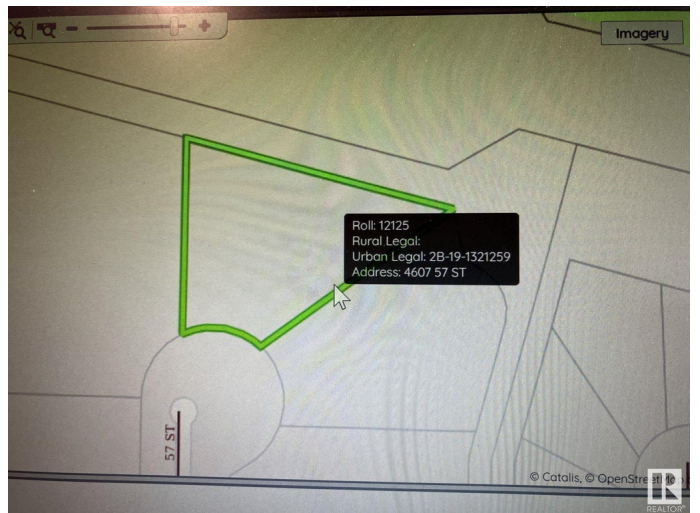 Imagery
Roll: 12125
Rural Legal:
Urban Legal: 2B-19-1321259
Address: 4607 57 ST
57 ST
© Catalis, © OpenStreetMap
REALTOR®